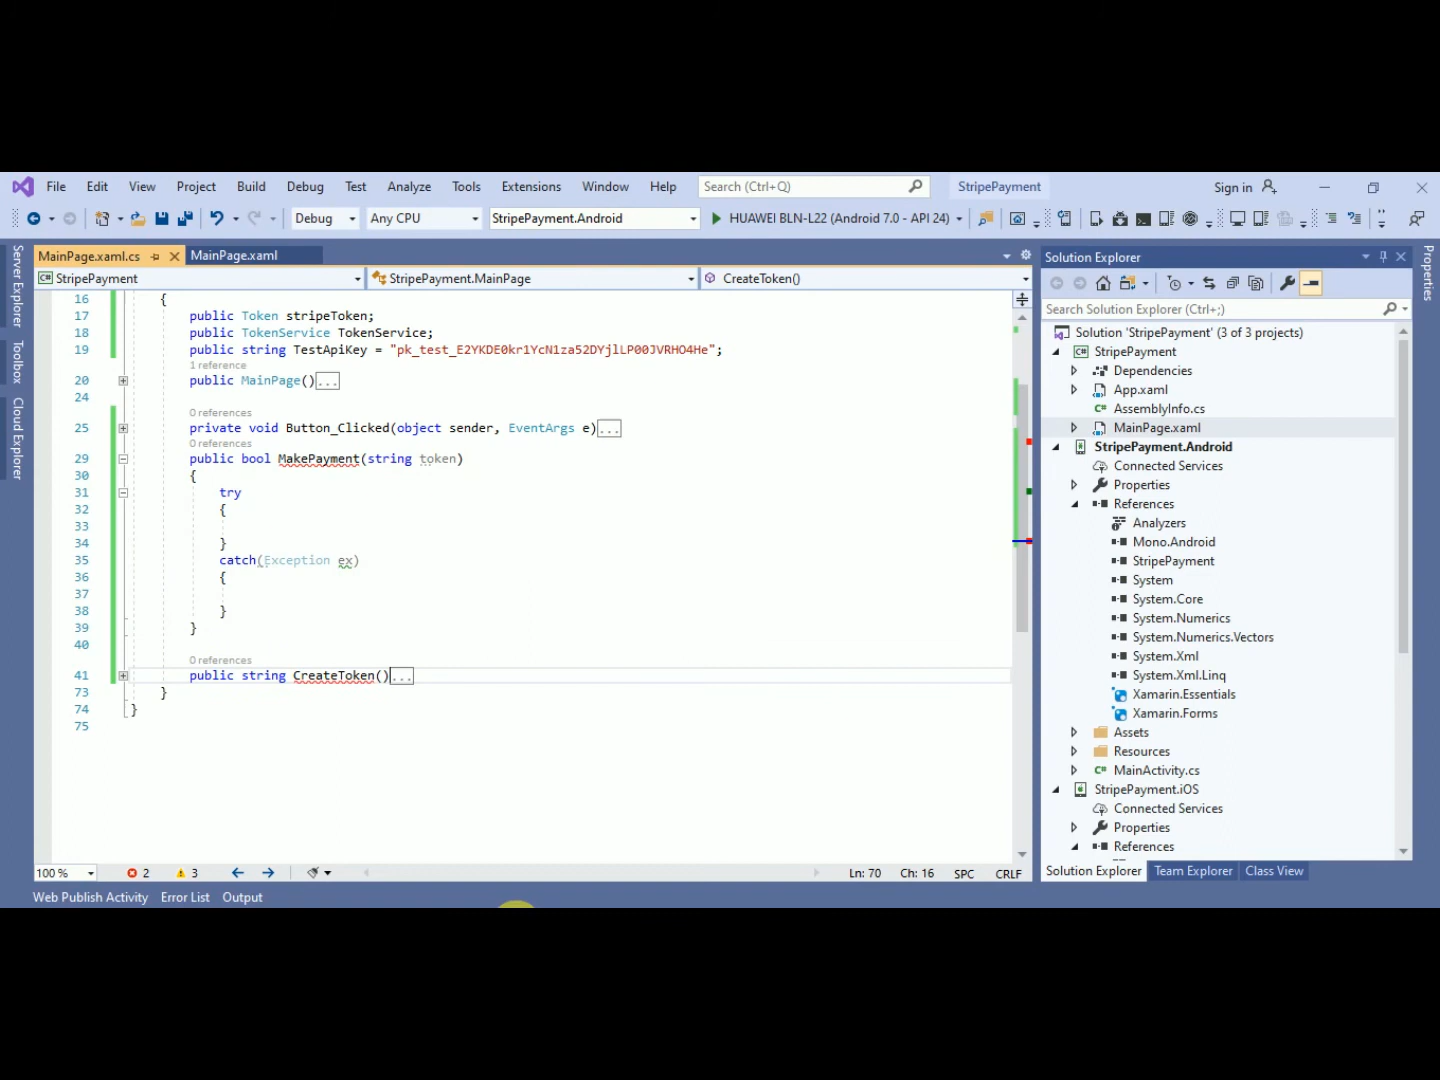 File Edit View Project Build Debug Test Analyze Tools Extensions Window Help Search (Ctrl+Q) StripePayment Sign in
Debug Any CPU StripePayment.Android HUAWEI BLN-L22 (Android 7.0 - API 24)
Server Explorer
Toolbox
Cloud Explorer
MainPage.xaml.cs MainPage.xaml
StripePayment StripePayment.MainPage CreateToken()
16 {
17 public Token stripeToken;
18 public TokenService TokenService;
19 public string TestApiKey = "pk_test_E2YKDE0kr1YcN1za52DYjlLP00JVRHO4He";
1 reference
20 public MainPage()...
24
0 references
25 private void Button_Clicked(object sender, EventArgs e)...
0 references
29 public bool MakePayment(string token)
30 {
31 try
32 {
33
34 }
35 catch(Exception ex)
36 {
37
38 }
39 }
40
0 references
41 public string CreateToken()...
73 }
74 }
75
100 % 2 3 Ln: 70 Ch: 16 SPC CRLF
Web Publish Activity Error List Output
Solution Explorer
Search Solution Explorer (Ctrl+;)
Solution 'StripePayment' (3 of 3 projects)
StripePayment
Dependencies
App.xaml
AssemblyInfo.cs
MainPage.xaml
StripePayment.Android
Connected Services
Properties
References
Analyzers
Mono.Android
StripePayment
System
System.Core
System.Numerics
System.Numerics.Vectors
System.Xml
System.Xml.Linq
Xamarin.Essentials
Xamarin.Forms
Assets
Resources
MainActivity.cs
StripePayment.iOS
Connected Services
Properties
References
Solution Explorer Team Explorer Class View
Properties